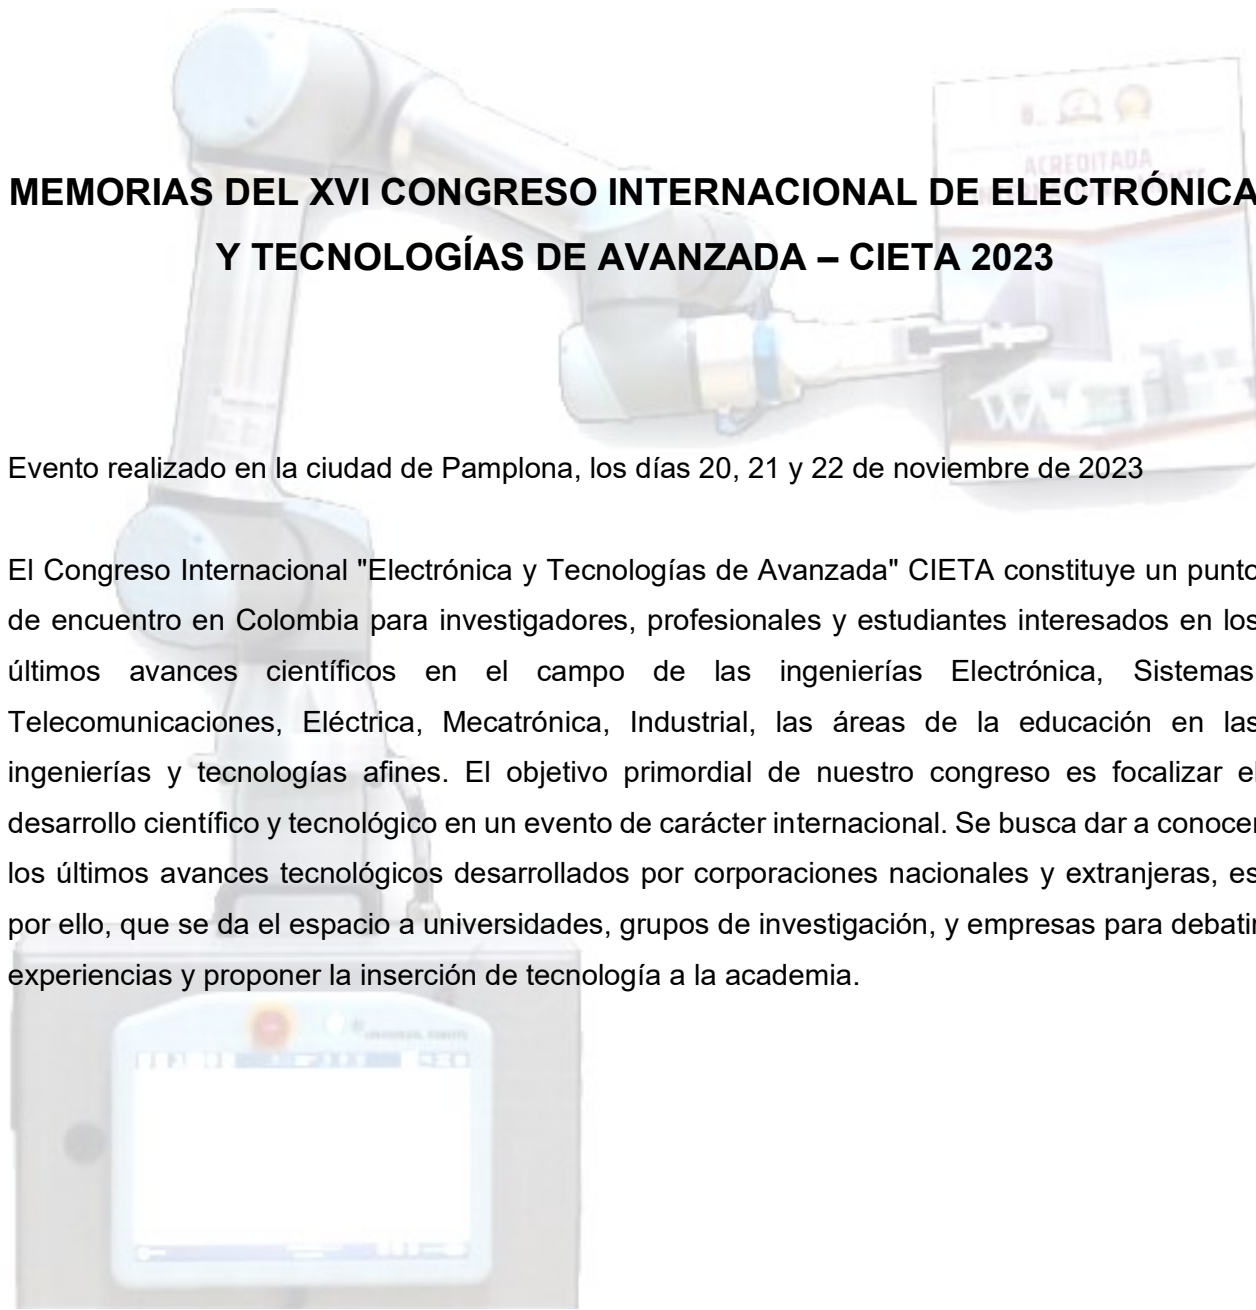 ACREDITADA
MEMORIAS DEL XVI CONGRESO INTERNACIONAL DE ELECTRÓNICA
Y TECNOLOGÍAS DE AVANZADA – CIETA 2023
Evento realizado en la ciudad de Pamplona, los días 20, 21 y 22 de noviembre de 2023
El Congreso Internacional "Electrónica y Tecnologías de Avanzada" CIETA constituye un punto
de encuentro en Colombia para investigadores, profesionales y estudiantes interesados en los
últimos avances científicos en el campo de las ingenierías Electrónica, Sistemas
Telecomunicaciones, Eléctrica, Mecatrónica, Industrial, las áreas de la educación en las
ingenierías y tecnologías afines. El objetivo primordial de nuestro congreso es focalizar el
desarrollo científico y tecnológico en un evento de carácter internacional. Se busca dar a conocer
los últimos avances tecnológicos desarrollados por corporaciones nacionales y extranjeras, es
por ello, que se da el espacio a universidades, grupos de investigación, y empresas para debatir
experiencias y proponer la inserción de tecnología a la academia.
UNIVERSAL ROBOTS